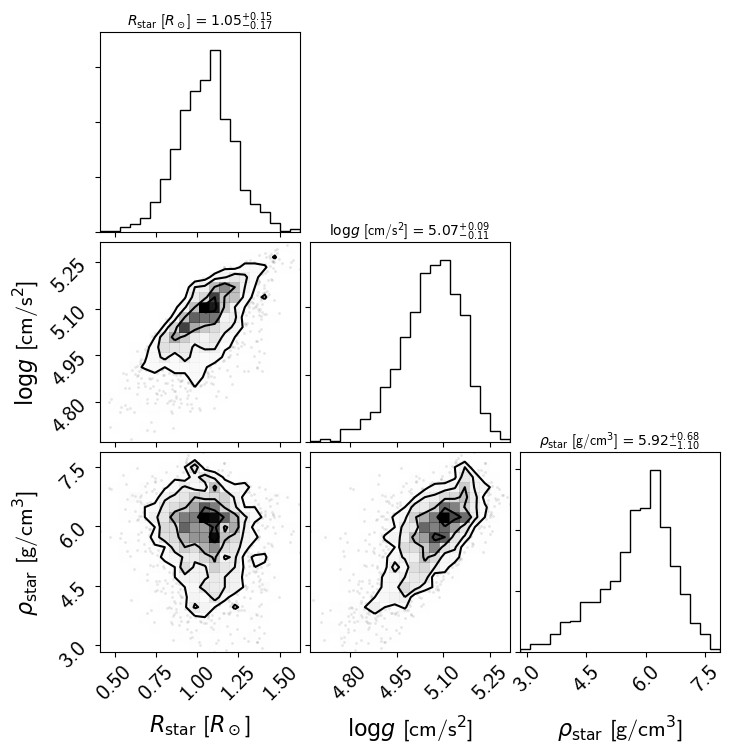 R_star [R_⊙] = 1.05^{+0.15}_{-0.17}
logg [cm/s²] = 5.07^{+0.09}_{-0.11}
5.25
5.10
4.95
4.80
logg [cm/s²]
ρ_star [g/cm³] = 5.92^{+0.68}_{-1.10}
7.5
6.0
4.5
3.0
ρ_star [g/cm³]
0.50 0.75 1.00 1.25 1.50
4.80 4.95 5.10 5.25
3.0 4.5 6.0 7.5
R_star [R_⊙]
logg [cm/s²]
ρ_star [g/cm³]